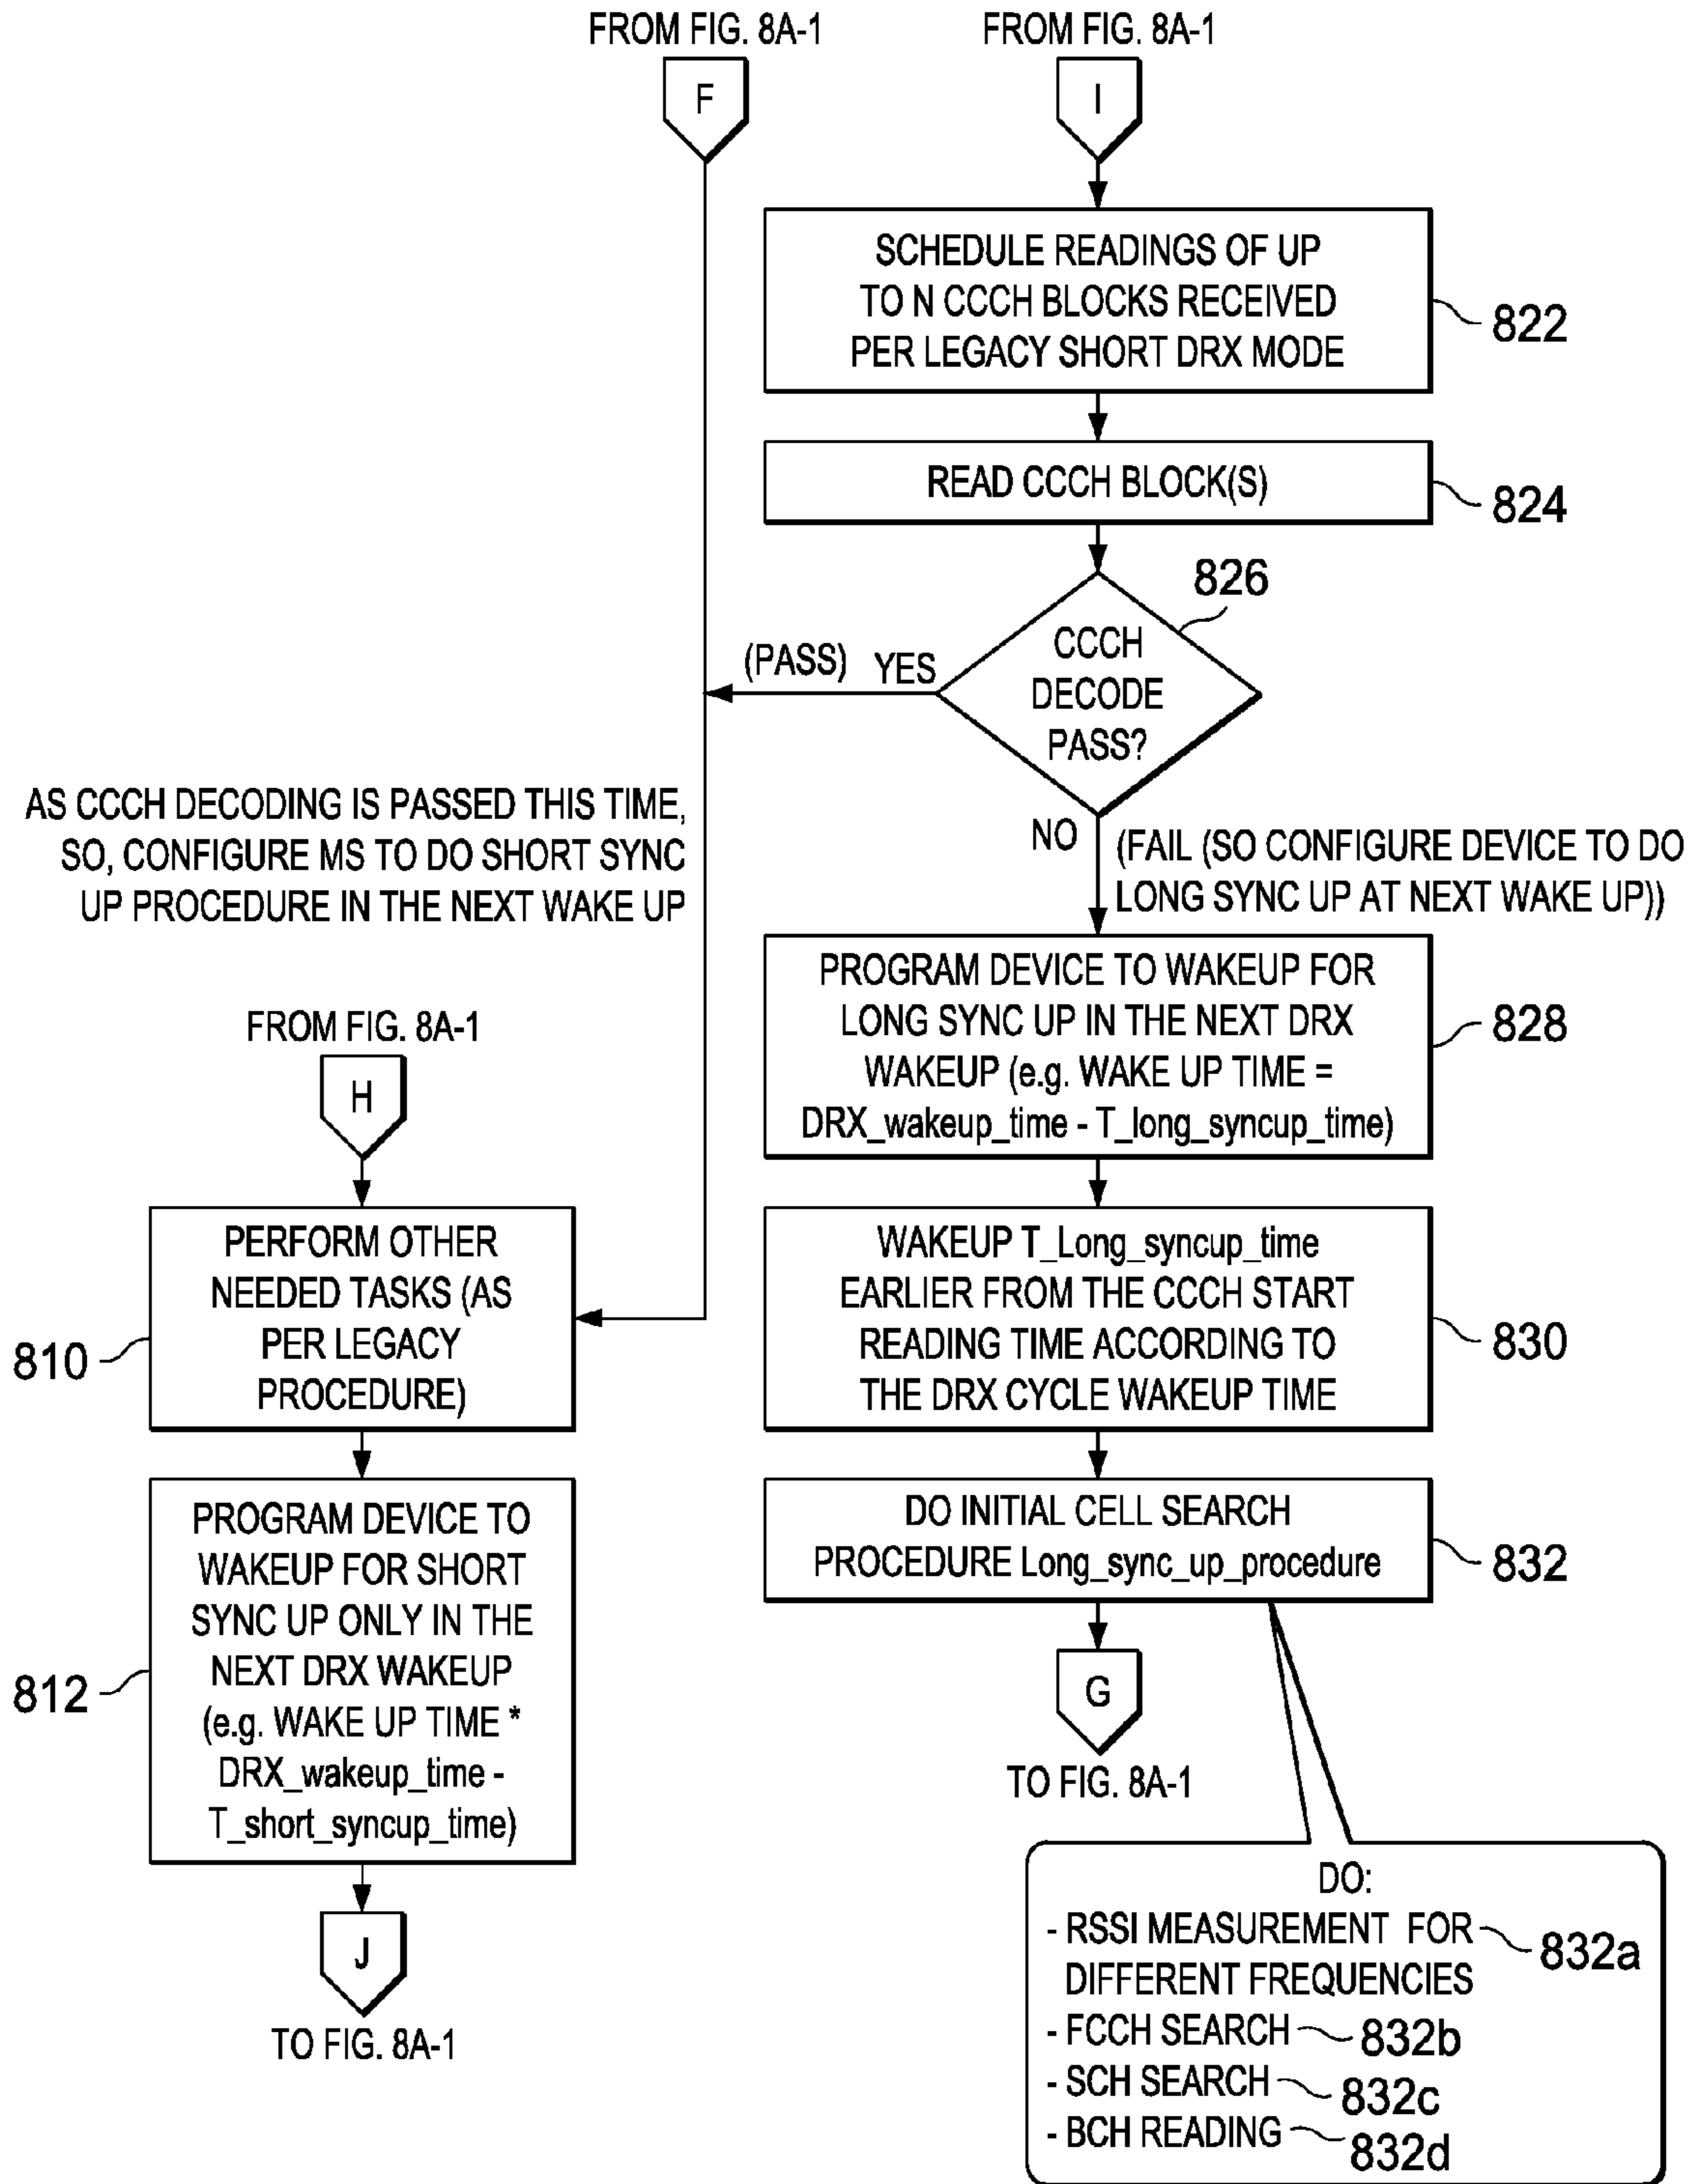 FROM FIG. 8A-1
FROM FIG. 8A-1
F
I
SCHEDULE READINGS OF UP
TO N CCCH BLOCKS RECEIVED
PER LEGACY SHORT DRX MODE
822
READ CCCH BLOCK(S)
824
826
CCCH
DECODE
PASS?
(PASS) YES
AS CCCH DECODING IS PASSED THIS TIME,
SO, CONFIGURE MS TO DO SHORT SYNC
UP PROCEDURE IN THE NEXT WAKE UP
NO
(FAIL (SO CONFIGURE DEVICE TO DO
LONG SYNC UP AT NEXT WAKE UP))
PROGRAM DEVICE TO WAKEUP FOR
LONG SYNC UP IN THE NEXT DRX
WAKEUP (e.g. WAKE UP TIME =
DRX_wakeup_time - T_long_syncup_time)
828
FROM FIG. 8A-1
H
PERFORM OTHER
NEEDED TASKS (AS
PER LEGACY
PROCEDURE)
810
WAKEUP T_Long_syncup_time
EARLIER FROM THE CCCH START
READING TIME ACCORDING TO
THE DRX CYCLE WAKEUP TIME
830
PROGRAM DEVICE TO
WAKEUP FOR SHORT
SYNC UP ONLY IN THE
NEXT DRX WAKEUP
(e.g. WAKE UP TIME *
DRX_wakeup_time -
T_short_syncup_time)
812
DO INITIAL CELL SEARCH
PROCEDURE Long_sync_up_procedure
832
G
TO FIG. 8A-1
J
TO FIG. 8A-1
DO:
- RSSI MEASUREMENT FOR
DIFFERENT FREQUENCIES
832a
- FCCH SEARCH 832b
- SCH SEARCH 832c
- BCH READING 832d